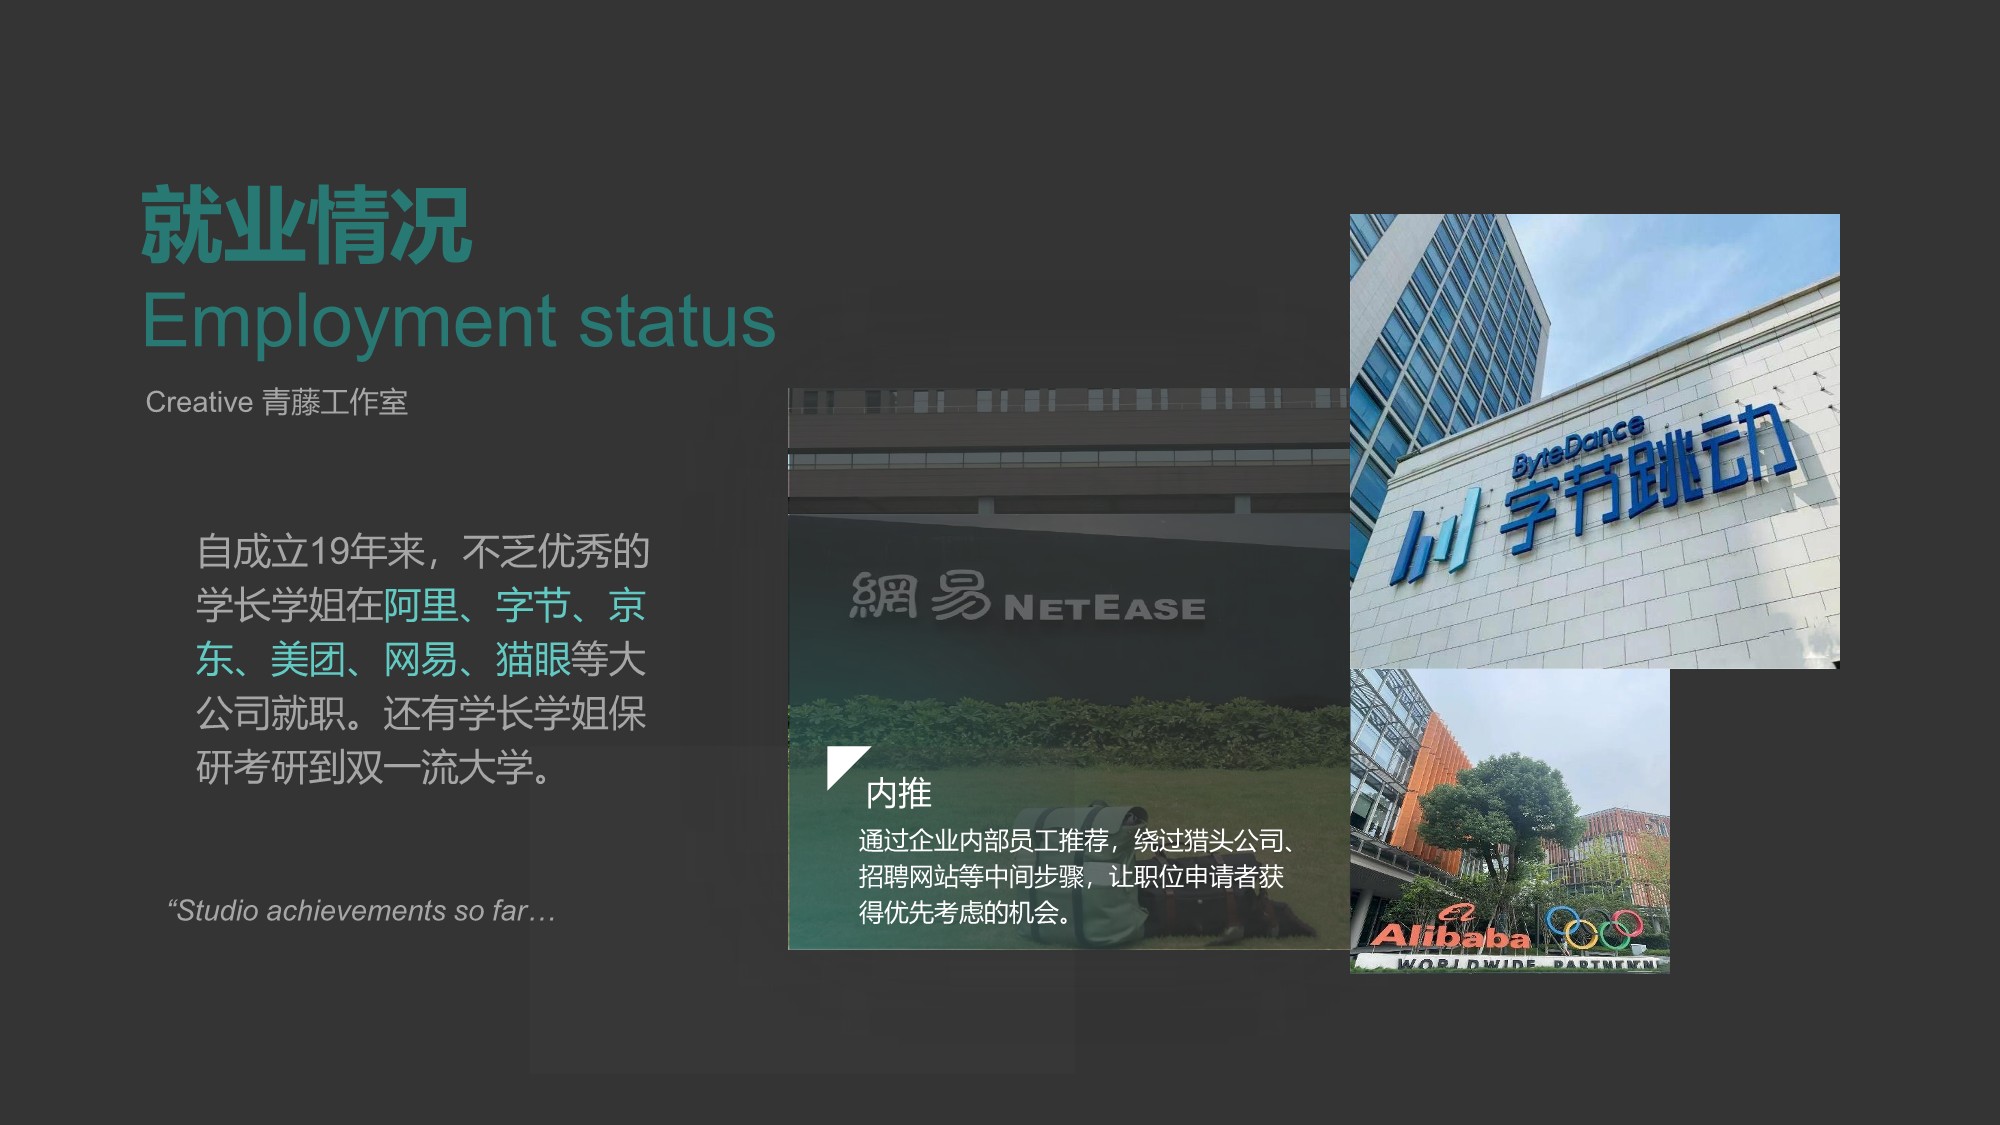 就业情况
Employment status
Creative 青藤工作室
自成立19年来，不乏优秀的
学长学姐在阿里、字节、京
东、美团、网易、猫眼等大
公司就职。还有学长学姐保
研考研到双一流大学。
“Studio achievements so far…
網易 NETEASE
内推
通过企业内部员工推荐，绕过猎头公司、
招聘网站等中间步骤，让职位申请者获
得优先考虑的机会。
ByteDance
字节跳动
Alibaba
WORLDWIDE PARTNER